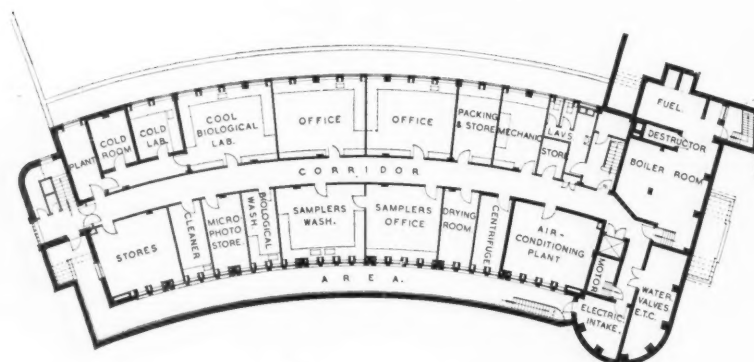 PLANT
COLD
ROOM
COLD
LAB.
COOL
BIOLOGICAL
LAB.
OFFICE
OFFICE
PACKING
& STORE
MECHANIC
LAVS
STORE
FUEL.
DESTRUCTOR
BOILER ROOM
CORRIDOR
STORES
CLEANER
MICRO-
PHOTO
STORE.
BIOLOGICAL
WASH.
SAMPLERS
WASH.
SAMPLERS
OFFICE
DRYING
ROOM
CENTRIFUGE
AIR-
CONDITIONING
PLANT
MOTOR
WATER
VALVES
E.T.C.
ELECTRIC
INTAKE.
AREA.